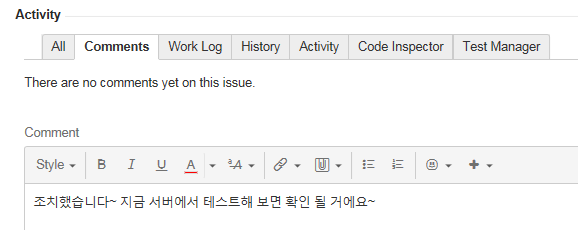 Activity
All Comments Work Log History Activity Code Inspector Test Manager
There are no comments yet on this issue.
Comment
Style B I U A ªA
조치했습니다~ 지금 서버에서 테스트해 보면 확인 될 거에요~